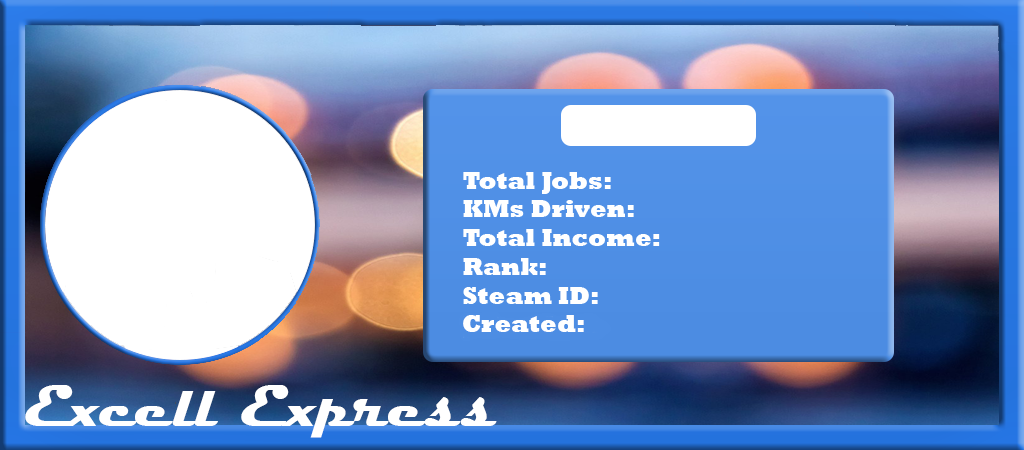 Total Jobs:
KMs Driven:
Total Income:
Rank:
Steam ID:
Created:
Excell Express